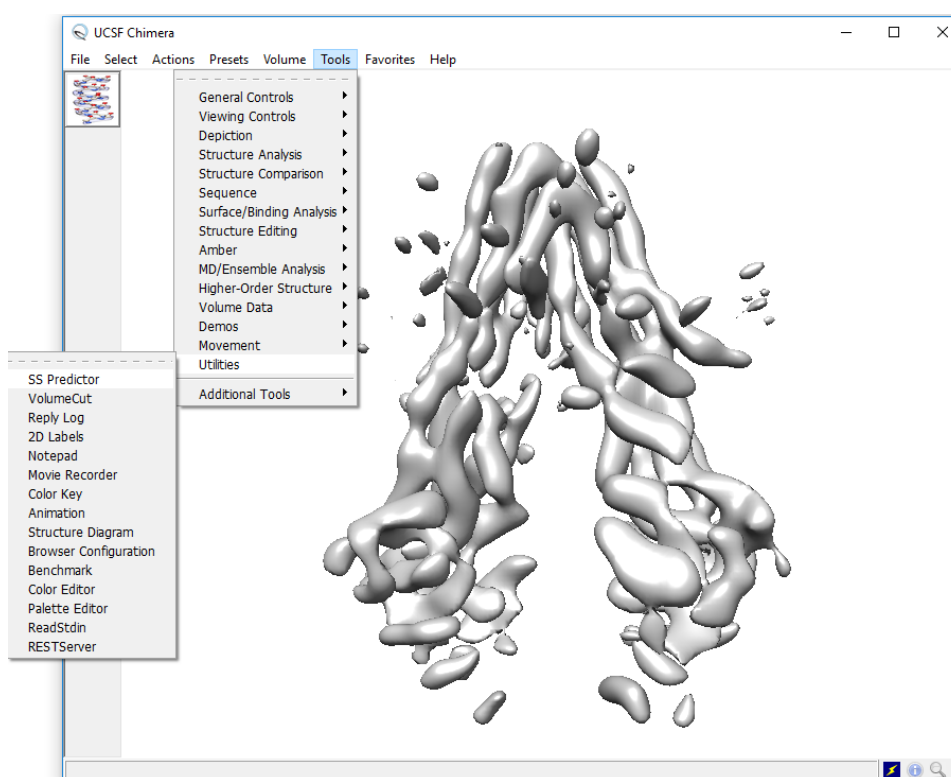 UCSF Chimera
File Select Actions Presets Volume Tools Favorites Help
General Controls
Viewing Controls
Depiction
Structure Analysis
Structure Comparison
Sequence
Surface/Binding Analysis
Structure Editing
Amber
MD/Ensemble Analysis
Higher-Order Structure
Volume Data
Demos
Movement
Utilities
Additional Tools
SS Predictor
VolumeCut
Reply Log
2D Labels
Notepad
Movie Recorder
Color Key
Animation
Structure Diagram
Browser Configuration
Benchmark
Color Editor
Palette Editor
ReadStdin
RESTServer